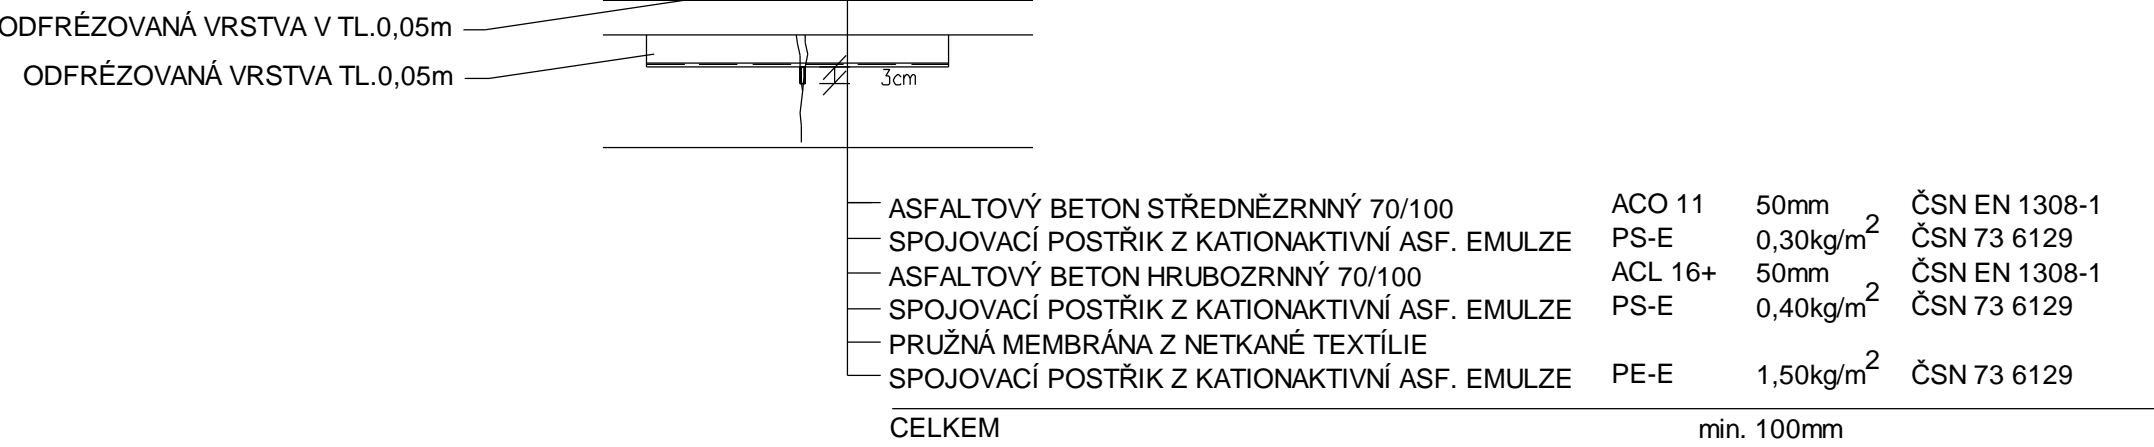 ODFRÉZOVANÁ VRSTVA V TL.0,05m
ODFRÉZOVANÁ VRSTVA TL.0,05m
3cm
ASFALTOVÝ BETON STŘEDNĚZRNNÝ 70/100 ACO 11 50mm ČSN EN 1308-1
SPOJOVACÍ POSTŘIK Z KATIONAKTIVNÍ ASF. EMULZE PS-E 0,30kg/m² ČSN 73 6129
ASFALTOVÝ BETON HRUBOZRNNÝ 70/100 ACL 16+ 50mm ČSN EN 1308-1
SPOJOVACÍ POSTŘIK Z KATIONAKTIVNÍ ASF. EMULZE PS-E 0,40kg/m² ČSN 73 6129
PRUŽNÁ MEMBRÁNA Z NETKANÉ TEXTÍLIE
SPOJOVACÍ POSTŘIK Z KATIONAKTIVNÍ ASF. EMULZE PE-E 1,50kg/m² ČSN 73 6129
CELKEM min. 100mm